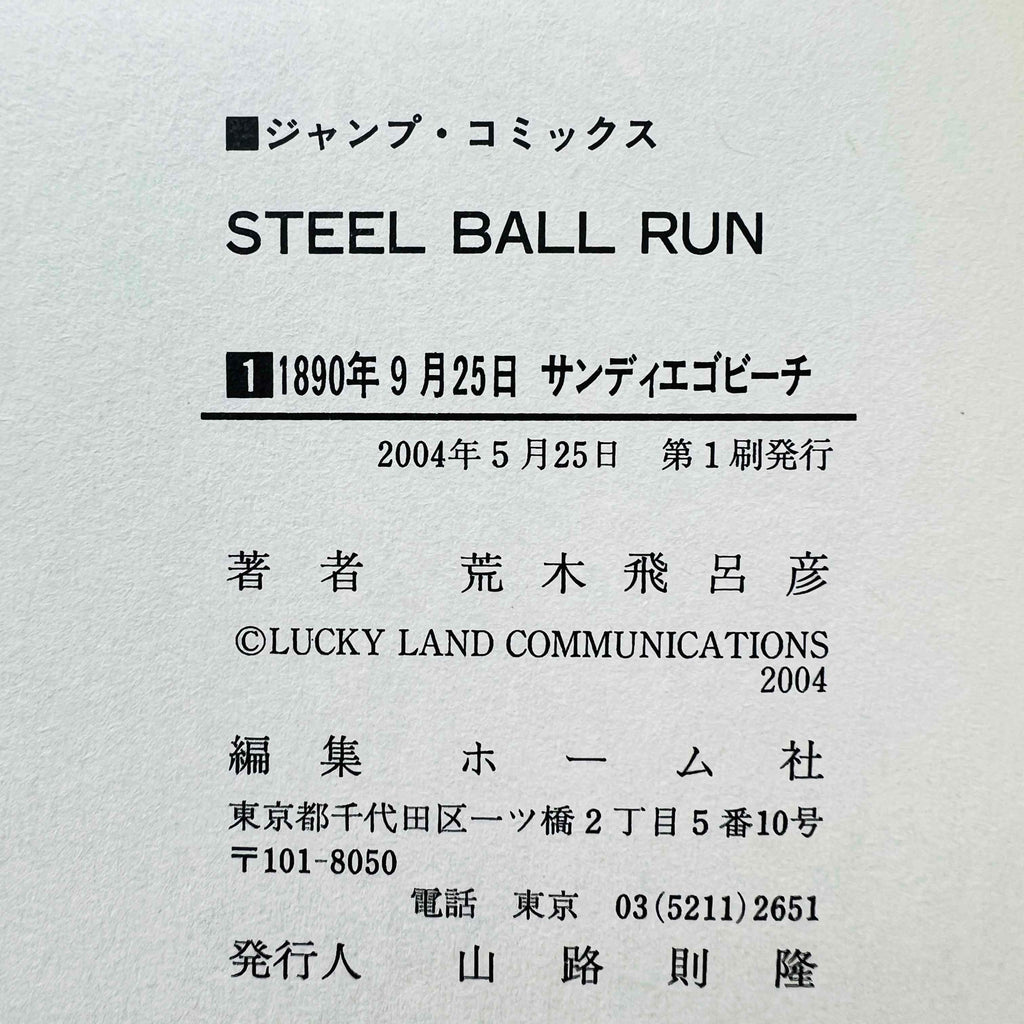 ■ジャンプ・コミックス
STEEL BALL RUN
1 1890年9月25日 サンディエゴビーチ
2004年5月25日 第1刷発行
著者 荒木飛呂彦
©LUCKY LAND COMMUNICATIONS
2004
編集 ホーム社
東京都千代田区一ツ橋2丁目5番10号
〒101-8050
電話 東京 03(5211)2651
発行人 山路則隆